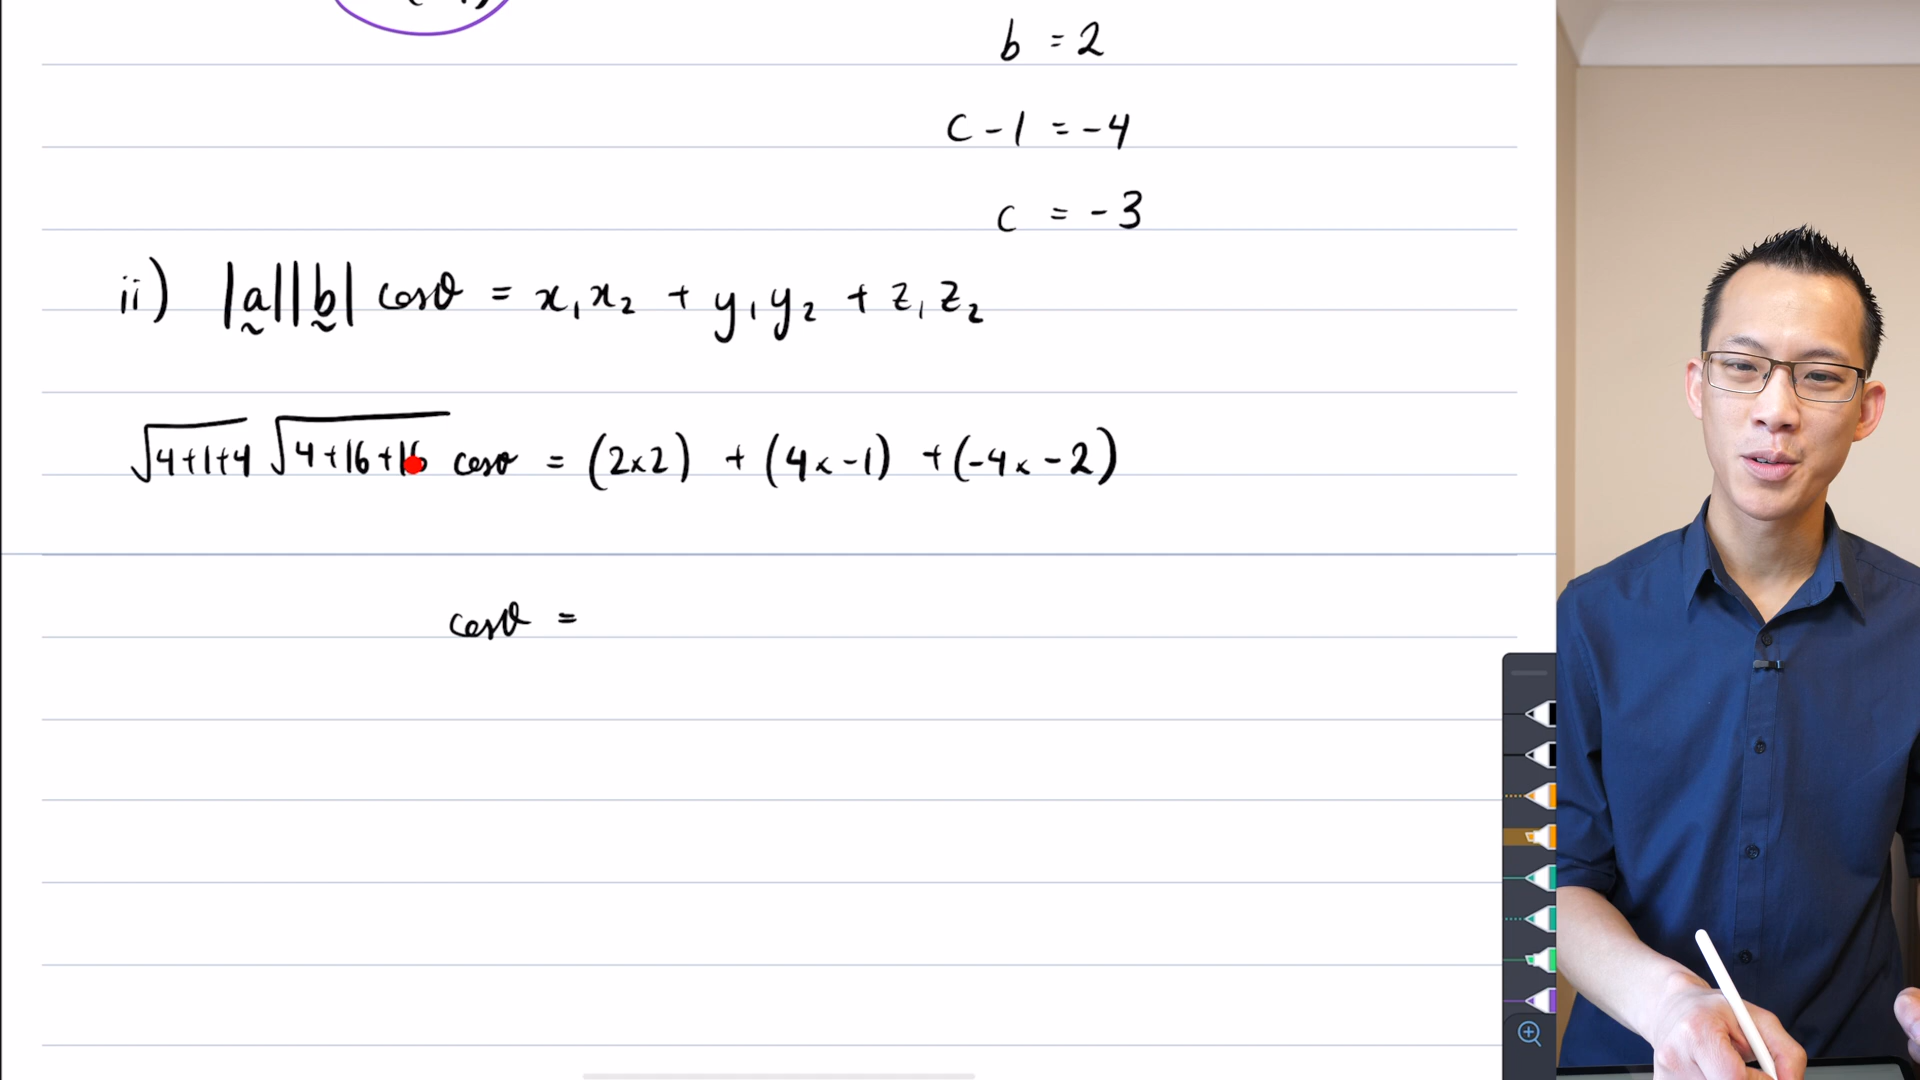 b = 2
c - 1 = -4
c = -3
ii) |a||b| cosθ = x₁x₂ + y₁y₂ + z₁z₂
√4+1+4 √4+16+16 cosθ = (2×2) + (4×-1) + (-4×-2)
cosθ =